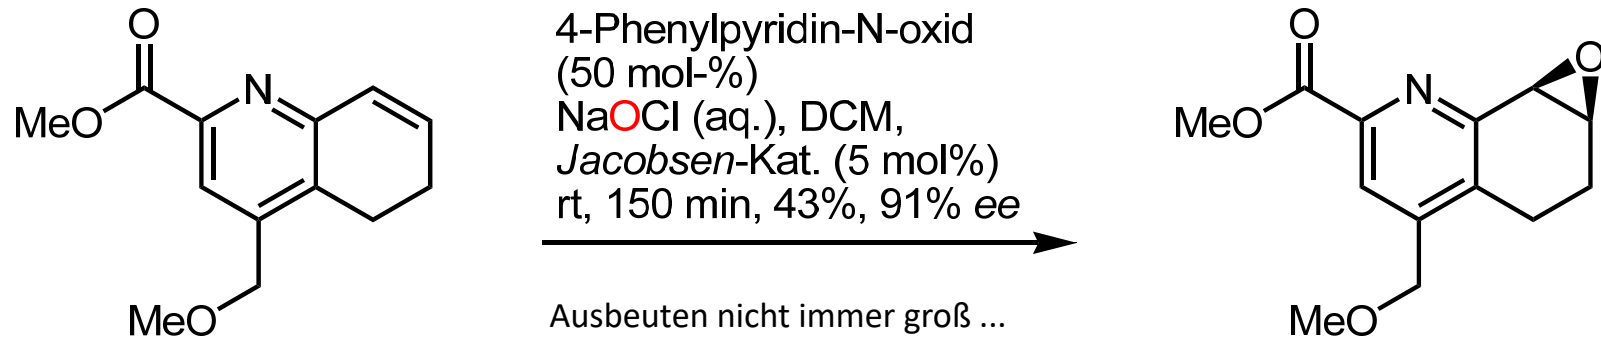 O
N
MeO
MeO
4-Phenylpyridin-N-oxid
(50 mol-%)
NaOCl (aq.), DCM,
Jacobsen-Kat. (5 mol%)
rt, 150 min, 43%, 91% ee
Ausbeuten nicht immer groß ...
O
O
N
MeO
MeO